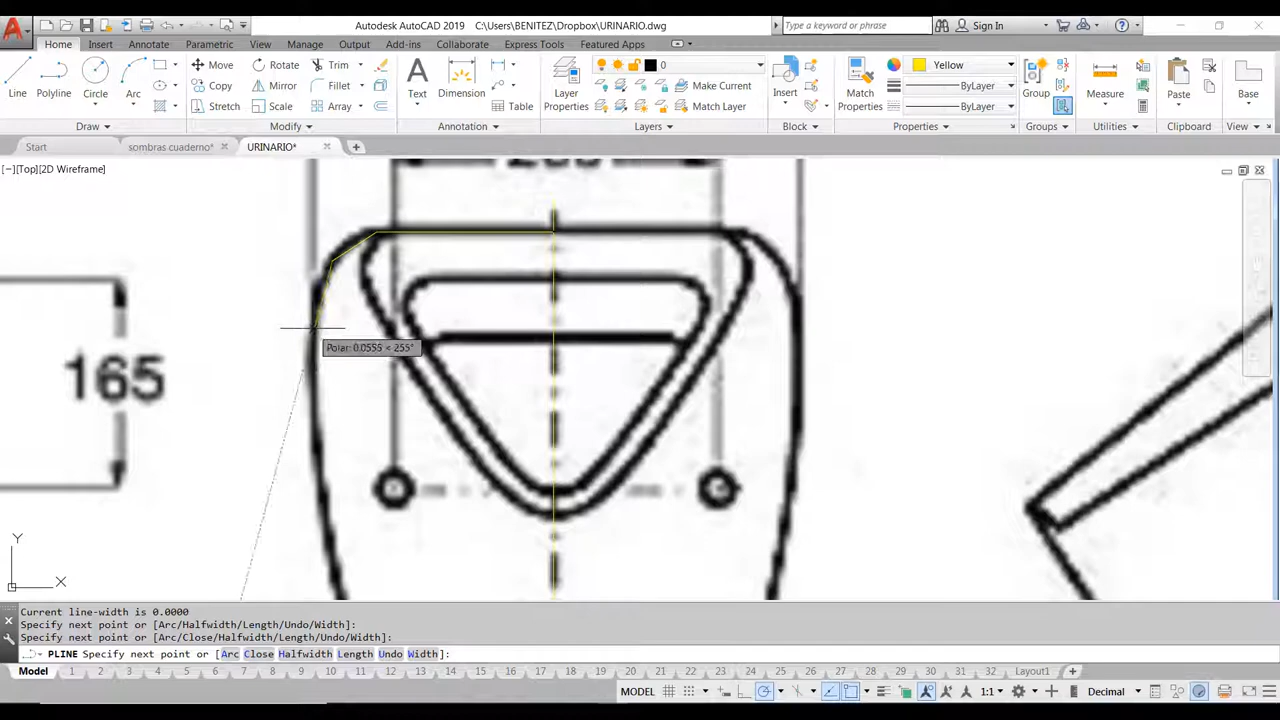 Autodesk AutoCAD 2019 C:\Users\BENITEZ\Dropbox\URINARIO.dwg
Type a keyword or phrase
Sign In
Home Insert Annotate Parametric View Manage Output Add-ins Collaborate Express Tools Featured Apps
Line Polyline Circle Arc
Move Rotate Trim
Copy Mirror Fillet
Stretch Scale Array
Text Dimension Table
Layer Properties
0
Make Current
Match Layer
Insert
Match Properties
Yellow
ByLayer
ByLayer
Group
Measure
Paste
Base
Draw Modify Annotation Layers Block Properties Groups Utilities Clipboard View
Start sombras cuaderno* URINARIO*
[−][Top][2D Wireframe]
165
Polar: 0.0555 < 255°
Y
X
Current line-width is 0.0000
Specify next point or [Arc/Halfwidth/Length/Undo/Width]:
Specify next point or [Arc/Close/Halfwidth/Length/Undo/Width]:
PLINE Specify next point or [Arc Close Halfwidth Length Undo Width]:
Model 1 2 3 4 5 6 7 8 9 10 11 12 13 14 15 16 17 18 19 20 21 22 23 24 25 26 27 28 29 30 31 32 Layout1
MODEL 1:1 Decimal